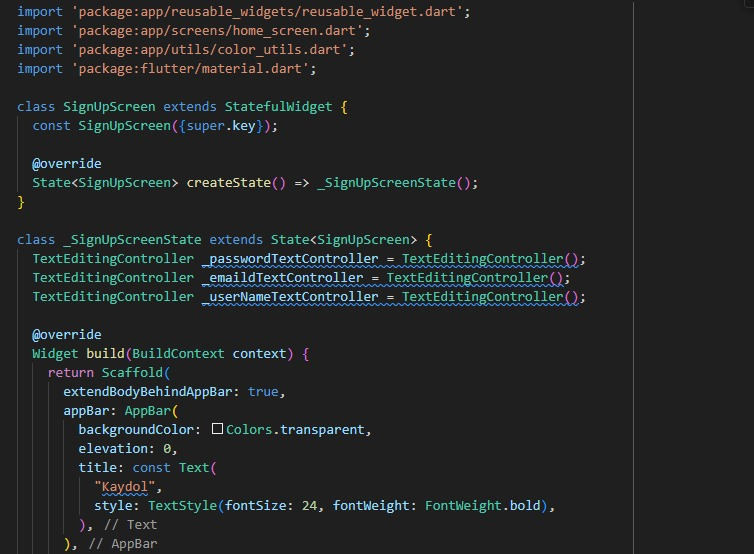 import 'package:app/reusable_widgets/reusable_widget.dart';
import 'package:app/screens/home_screen.dart';
import 'package:app/utils/color_utils.dart';
import 'package:flutter/material.dart';

class SignUpScreen extends StatefulWidget {
  const SignUpScreen({super.key});

  @override
  State<SignUpScreen> createState() => _SignUpScreenState();
}

class _SignUpScreenState extends State<SignUpScreen> {
  TextEditingController _passwordTextController = TextEditingController();
  TextEditingController _emaildTextController = TextEditingController();
  TextEditingController _userNameTextController = TextEditingController();

  @override
  Widget build(BuildContext context) {
    return Scaffold(
      extendBodyBehindAppBar: true,
      appBar: AppBar(
        backgroundColor: Colors.transparent,
        elevation: 0,
        title: const Text(
          "Kaydol",
          style: TextStyle(fontSize: 24, fontWeight: FontWeight.bold),
        ), // Text
      ), // AppBar